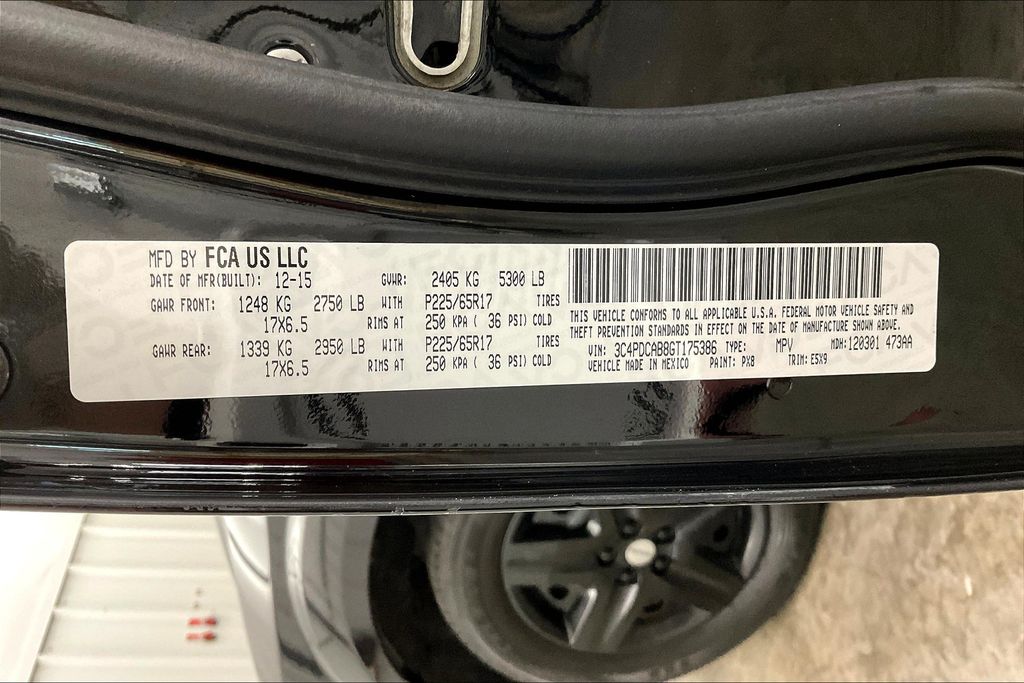 MFD BY FCA US LLC
DATE OF MFR(BUILT): 12-15 GVWR: 2405 KG 5300 LB
GAWR FRONT: 1248 KG 2750 LB WITH P225/65R17 TIRES
17X6.5 RIMS AT 250 KPA ( 36 PSI) COLD
GAWR REAR: 1339 KG 2950 LB WITH P225/65R17 TIRES
17X6.5 RIMS AT 250 KPA ( 36 PSI) COLD
THIS VEHICLE CONFORMS TO ALL APPLICABLE U.S.A. FEDERAL MOTOR VEHICLE SAFETY AND
THEFT PREVENTION STANDARDS IN EFFECT ON THE DATE OF MANUFACTURE SHOWN ABOVE.
VIN: 3C4PDCAB8GT175386 TYPE: MPV MDH: 120301 473AA
VEHICLE MADE IN MEXICO PAINT: PX8 TRIM: E5X9